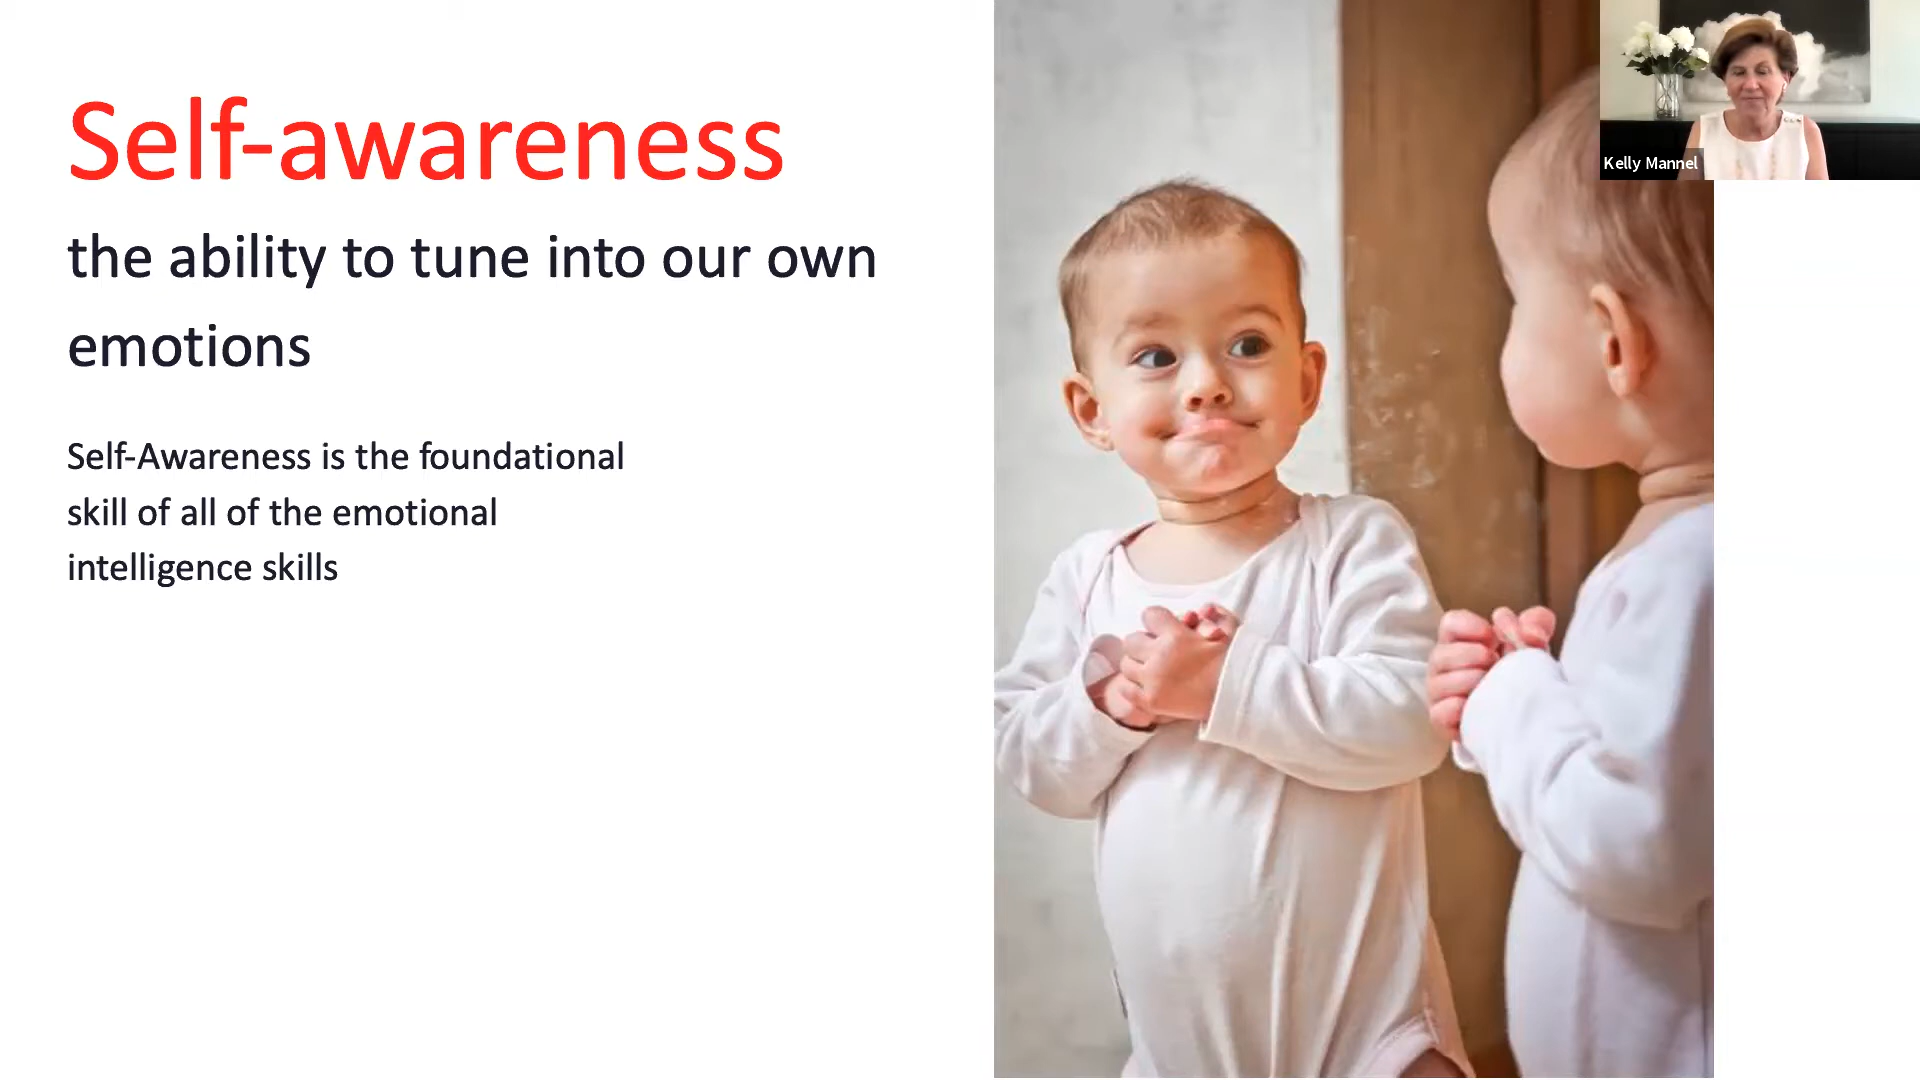 Self-awareness
the ability to tune into our own
emotions
Self-Awareness is the foundational
skill of all of the emotional
intelligence skills
Kelly Mannel